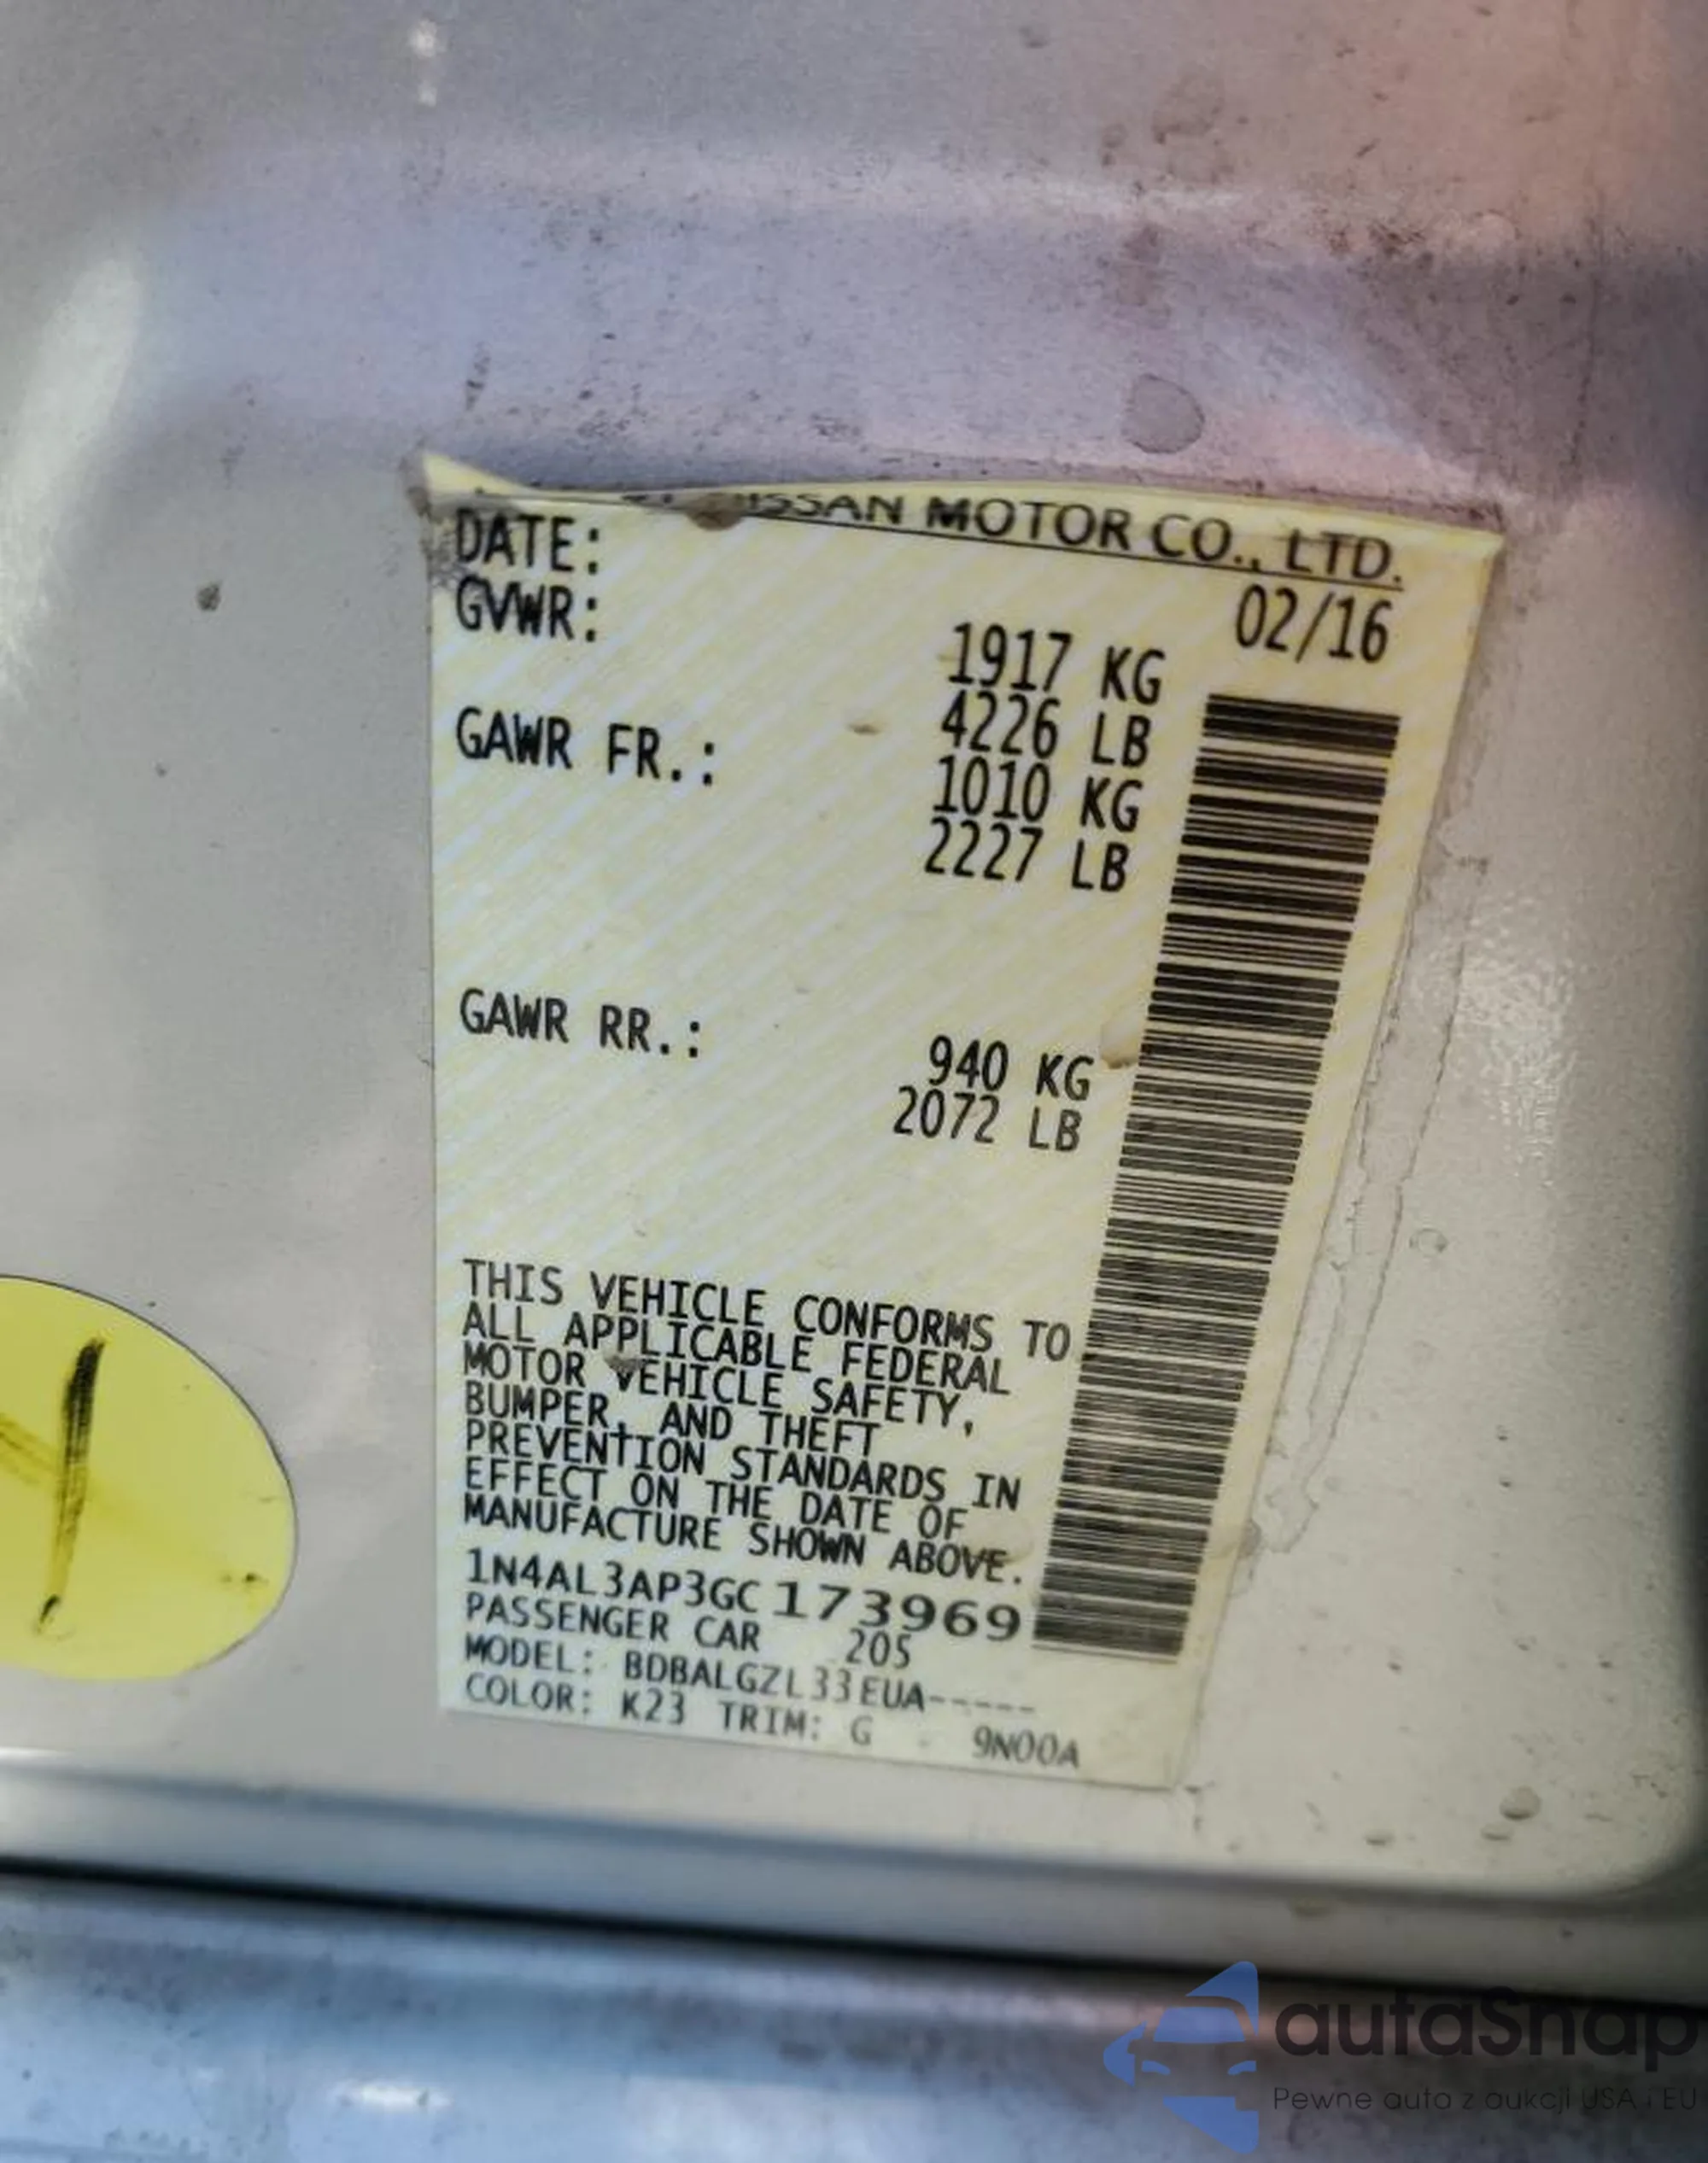 NISSAN MOTOR CO., LTD.
DATE: 02/16
GVWR: 1917 KG
4226 LB
GAWR FR.: 1010 KG
2227 LB
GAWR RR.: 940 KG
2072 LB
THIS VEHICLE CONFORMS TO
ALL APPLICABLE FEDERAL
MOTOR VEHICLE SAFETY,
BUMPER, AND THEFT
PREVENTION STANDARDS IN
EFFECT ON THE DATE OF
MANUFACTURE SHOWN ABOVE.
1N4AL3AP3GC173969
PASSENGER CAR 205
MODEL: BDBALGZL33EUA-----
COLOR: K23 TRIM: G - 9N00A
1
autaSnap
Pewne auta z aukcji USA i EU